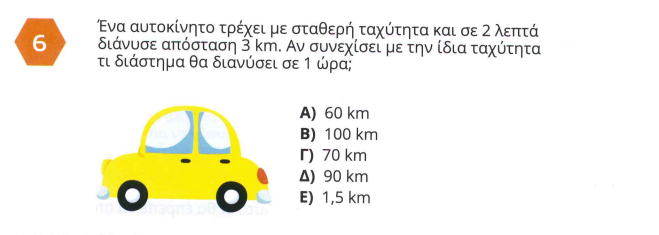 6
Ένα αυτοκίνητο τρέχει με σταθερή ταχύτητα και σε 2 λεπτά
διάνυσε απόσταση 3 km. Αν συνεχίσει με την ίδια ταχύτητα
τι διάστημα θα διανύσει σε 1 ώρα;
Α) 60 km
Β) 100 km
Γ) 70 km
Δ) 90 km
Ε) 1,5 km